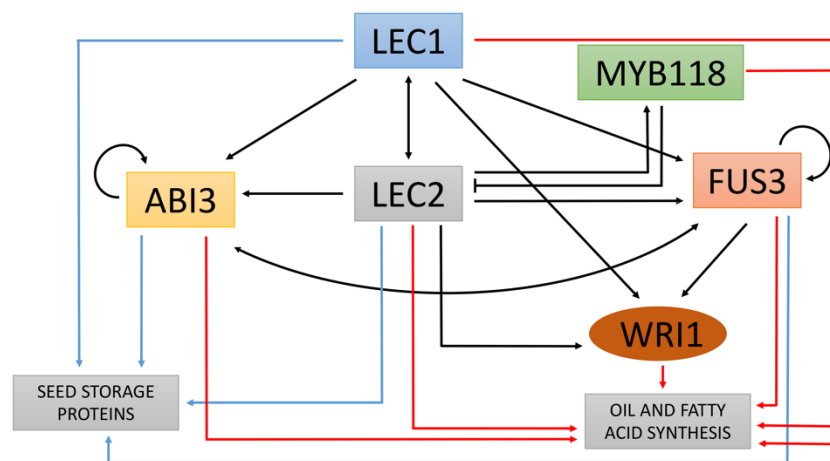 LEC1
MYB118
ABI3
LEC2
FUS3
WRI1
SEED STORAGE
PROTEINS
OIL AND FATTY
ACID SYNTHESIS